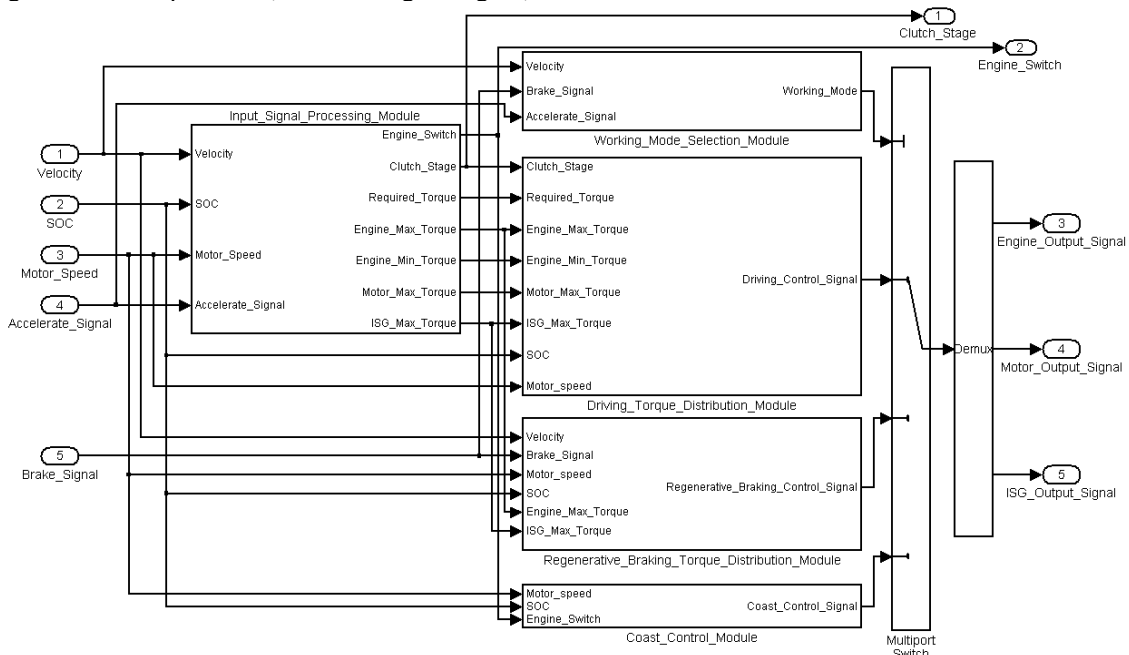 1
Clutch_Stage
2
Engine_Switch
Velocity
Brake_Signal
Accelerate_Signal
Working_Mode
Working_Mode_Selection_Module
Input_Signal_Processing_Module
Velocity
SOC
Motor_Speed
Accelerate_Signal
Engine_Switch
Clutch_Stage
Required_Torque
Engine_Max_Torque
Engine_Min_Torque
Motor_Max_Torque
ISG_Max_Torque
1
Velocity
2
SOC
3
Motor_Speed
4
Accelerate_Signal
5
Brake_Signal
Clutch_Stage
Required_Torque
Engine_Max_Torque
Engine_Min_Torque
Motor_Max_Torque
ISG_Max_Torque
SOC
Motor_speed
Driving_Control_Signal
Driving_Torque_Distribution_Module
Velocity
Brake_Signal
Motor_speed
SOC
Engine_Max_Torque
ISG_Max_Torque
Regenerative_Braking_Control_Signal
Regenerative_Braking_Torque_Distribution_Module
Motor_speed
SOC
Engine_Switch
Coast_Control_Signal
Coast_Control_Module
Multiport
Switch
Demux
3
Engine_Output_Signal
4
Motor_Output_Signal
5
ISG_Output_Signal